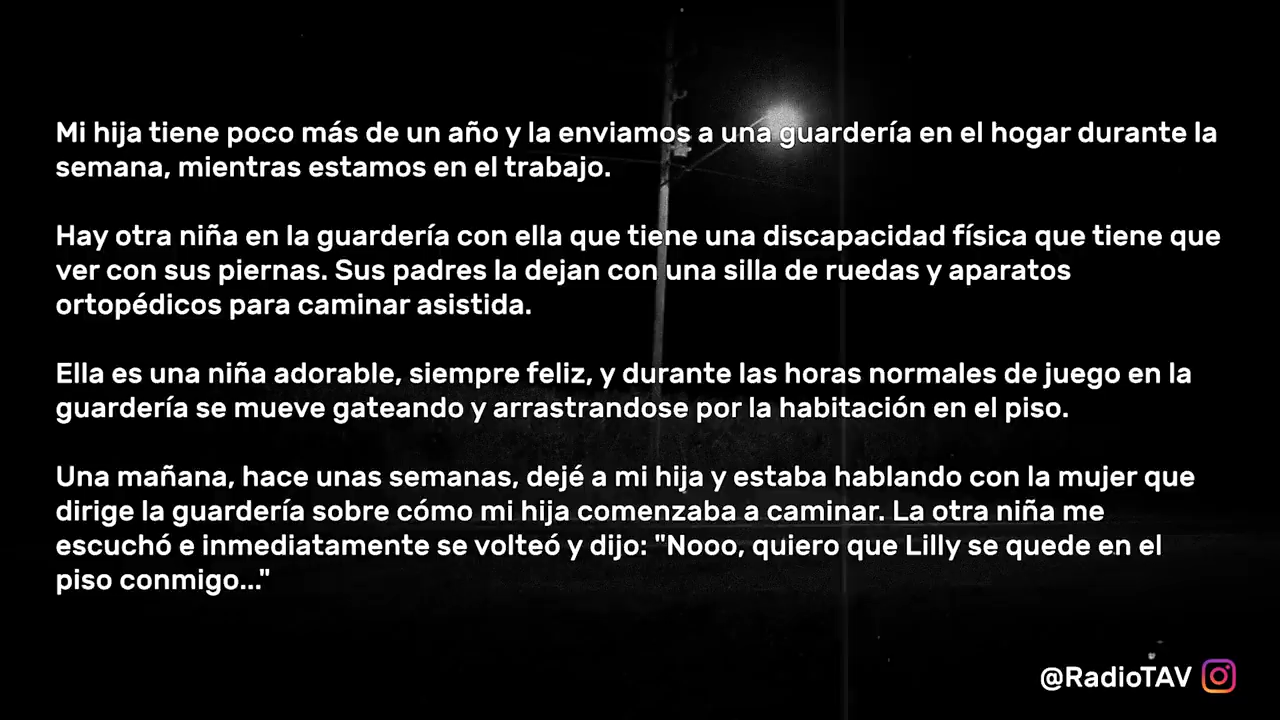 Mi hija tiene poco más de un año y la enviamos a una guardería en el hogar durante la
semana, mientras estamos en el trabajo.
Hay otra niña en la guardería con ella que tiene una discapacidad física que tiene que
ver con sus piernas. Sus padres la dejan con una silla de ruedas y aparatos
ortopédicos para caminar asistida.
Ella es una niña adorable, siempre feliz, y durante las horas normales de juego en la
guardería se mueve gateando y arrastrandose por la habitación en el piso.
Una mañana, hace unas semanas, dejé a mi hija y estaba hablando con la mujer que
dirige la guardería sobre cómo mi hija comenzaba a caminar. La otra niña me
escuchó e inmediatamente se volteó y dijo: "Nooo, quiero que Lilly se quede en el
piso conmigo..."
@RadioTAV